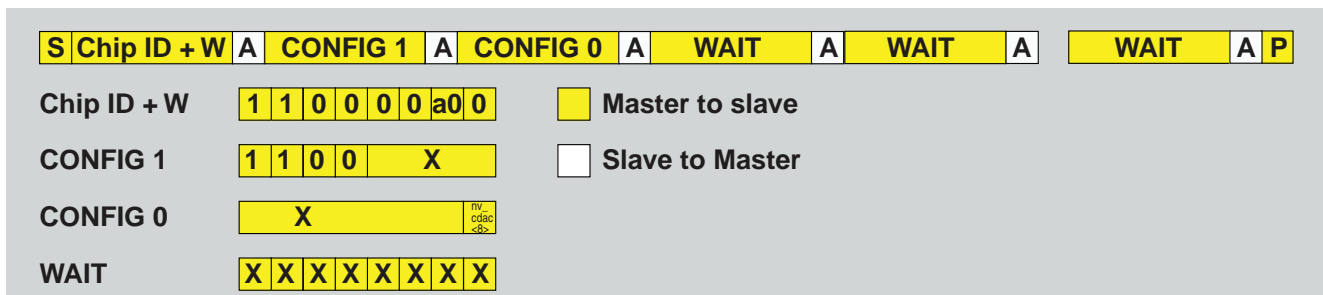 S Chip ID + W A CONFIG 1 A CONFIG 0 A WAIT A WAIT A WAIT A P
Chip ID + W 1 1 0 0 0 0 a0 0 Master to slave
CONFIG 1 1 1 0 0 X Slave to Master
CONFIG 0 X nv_ cdac <8>
WAIT X X X X X X X X